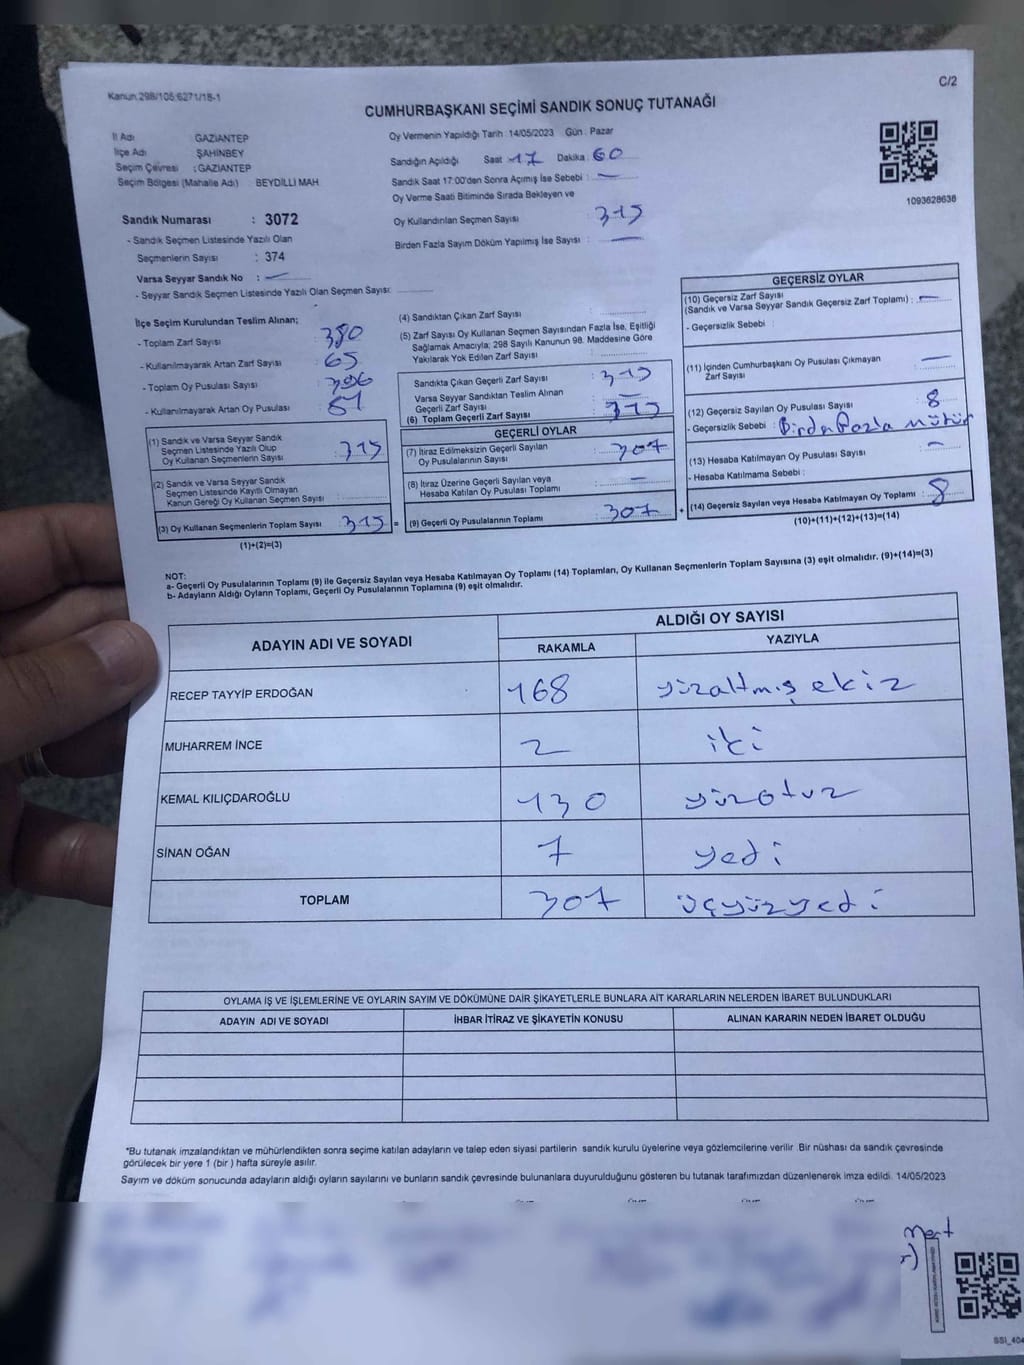 Kanun:298/105:6271/18-1
C/2
CUMHURBAŞKANI SEÇİMİ SANDIK SONUÇ TUTANAĞI
İl Adı GAZİANTEP
İlçe Adı ŞAHİNBEY
Seçim Çevresi : GAZİANTEP
Seçim Bölgesi (Mahalle Adı) : BEYDİLLİ MAH
Sandık Numarası : 3072
- Sandık Seçmen Listesinde Yazılı Olan
Seçmenlerin Sayısı : 374
Varsa Seyyar Sandık No : —
- Seyyar Sandık Seçmen Listesinde Yazılı Olan Seçmen Sayısı:
Oy Vermenin Yapıldığı Tarih : 14/05/2023 Gün : Pazar
Sandığın Açıldığı Saat 17 Dakika 60
Sandık Saat 17:00'den Sonra Açımış İse Sebebi : —
Oy Verme Saati Bitiminde Sırada Bekleyen ve
Oy Kullandırılan Seçmen Sayısı : 315
Birden Fazla Sayım Döküm Yapılmış İse Sayısı : —
1093628638
İlçe Seçim Kurulundan Teslim Alınan;
- Toplam Zarf Sayısı : 380
- Kullanılmayarak Artan Zarf Sayısı : 65
- Toplam Oy Pusulası Sayısı : 396
- Kullanılmayarak Artan Oy Pusulası : 81
(1) Sandık ve Varsa Seyyar Sandık
Seçmen Listesinde Yazılı Olup
Oy Kullanan Seçmenlerin Sayısı : 315
(2) Sandık ve Varsa Seyyar Sandık
Seçmen Listesinde Kayıtlı Olmayan
Kanun Gereği Oy Kullanan Seçmen Sayısı :
(3) Oy Kullanan Seçmenlerin Toplam Sayısı : 315 =
(1)+(2)=(3)
(4) Sandıktan Çıkan Zarf Sayısı :
(5) Zarf Sayısı Oy Kullanan Seçmen Sayısından Fazla İse, Eşitliği
Sağlamak Amacıyla; 298 Sayılı Kanunun 98. Maddesine Göre
Yakılarak Yok Edilen Zarf Sayısı :
Sandıkta Çıkan Geçerli Zarf Sayısı : 315
Varsa Seyyar Sandıktan Teslim Alınan
Geçerli Zarf Sayısı : —
(6) Toplam Geçerli Zarf Sayısı : 315
GEÇERLİ OYLAR
(7) İtiraz Edilmeksizin Geçerli Sayılan
Oy Pusulalarının Sayısı : 307
(8) İtiraz Üzerine Geçerli Sayılan veya
Hesaba Katılan Oy Pusulası Toplamı : —
(9) Geçerli Oy Pusulalarının Toplamı : 307 +
GEÇERSİZ OYLAR
(10) Geçersiz Zarf Sayısı
(Sandık ve Varsa Seyyar Sandık Geçersiz Zarf Toplamı) : —
- Geçersizlik Sebebi :
(11) İçinden Cumhurbaşkanı Oy Pusulası Çıkmayan
Zarf Sayısı : —
(12) Geçersiz Sayılan Oy Pusulası Sayısı : 8
- Geçersizlik Sebebi : Birden Fazla Mühür
(13) Hesaba Katılmayan Oy Pusulası Sayısı : —
- Hesaba Katılmama Sebebi :
(14) Geçersiz Sayılan veya Hesaba Katılmayan Oy Toplamı : 8
(10)+(11)+(12)+(13)=(14)
NOT:
a- Geçerli Oy Pusulalarının Toplamı (9) ile Geçersiz Sayılan veya Hesaba Katılmayan Oy Toplamı (14) Toplamları, Oy Kullanan Seçmenlerin Toplam Sayısına (3) eşit olmalıdır. (9)+(14)=(3)
b- Adayların Aldığı Oyların Toplamı, Geçerli Oy Pusulalarının Toplamına (9) eşit olmalıdır.
ADAYIN ADI VE SOYADI
ALDIĞI OY SAYISI
RAKAMLA YAZIYLA
RECEP TAYYİP ERDOĞAN 168 yüzaltmış ekiz
MUHARREM İNCE 2 iki
KEMAL KILIÇDAROĞLU 130 yüzotuz
SİNAN OĞAN 7 yedi
TOPLAM 307 üçyüzyedi
OYLAMA İŞ VE İŞLEMLERİNE VE OYLARIN SAYIM VE DÖKÜMÜNE DAİR ŞİKAYETLERLE BUNLARA AİT KARARLARIN NELERDEN İBARET BULUNDUKLARI
ADAYIN ADI VE SOYADI İHBAR İTİRAZ VE ŞİKAYETİN KONUSU ALINAN KARARIN NEDEN İBARET OLDUĞU
*Bu tutanak imzalandıktan ve mühürlendikten sonra seçime katılan adayların ve talep eden siyasi partilerin sandık kurulu üyelerine veya gözlemcilerine verilir. Bir nüshası da sandık çevresinde
görülecek bir yere 1 (bir ) hafta süreyle asılır.
Sayım ve döküm sonucunda adayların aldığı oyların sayılarını ve bunların sandık çevresinde bulunanlara duyurulduğunu gösteren bu tutanak tarafımızdan düzenlenerek imza edildi. 14/05/2023
Mert
SSI_404